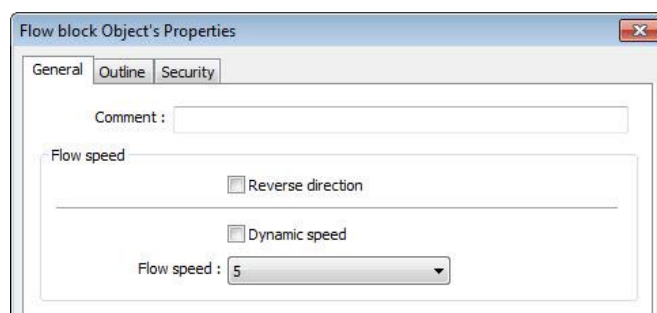 Flow block Object's Properties
General Outline Security
Comment :
Flow speed
Reverse direction
Dynamic speed
Flow speed : 5